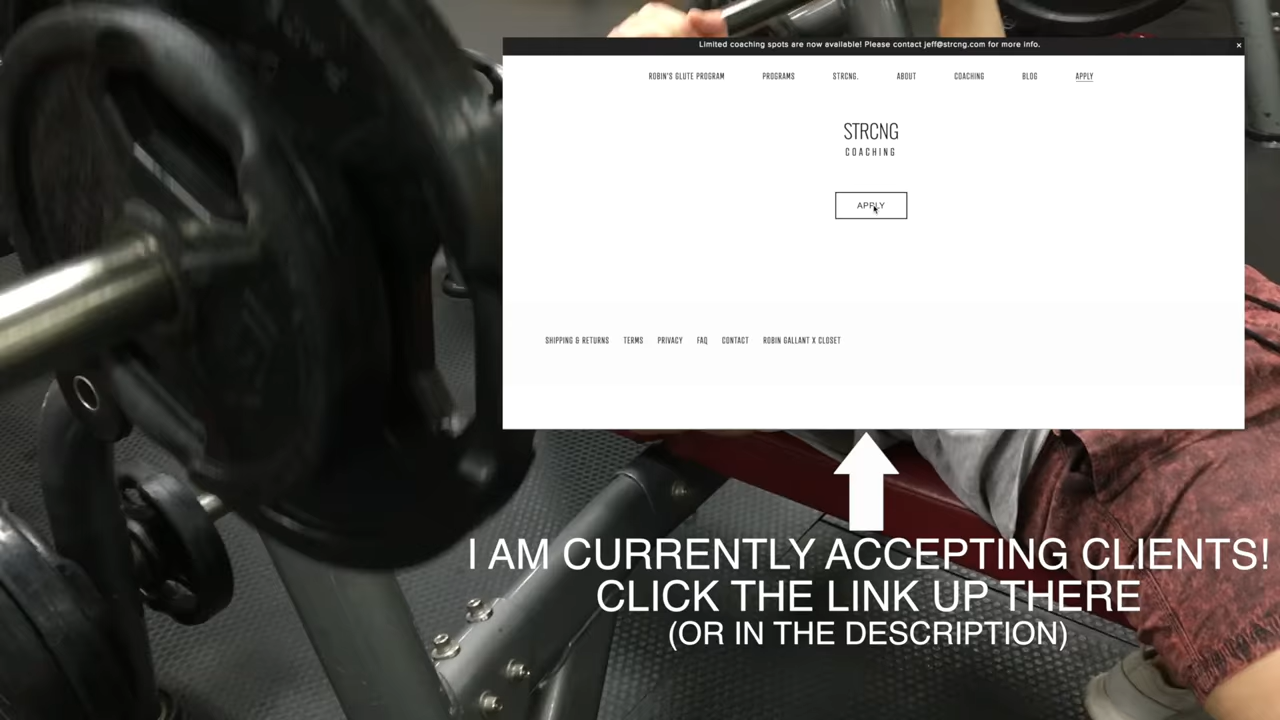 Limited coaching spots are now available! Please contact jeff@strcng.com for more info. ×
ROBIN'S GLUTE PROGRAM PROGRAMS STRCNG. ABOUT COACHING BLOG APPLY
STRCNG
COACHING
APPLY
SHIPPING & RETURNS TERMS PRIVACY FAQ CONTACT ROBIN GALLANT X CLOSET
I AM CURRENTLY ACCEPTING CLIENTS!
CLICK THE LINK UP THERE
(OR IN THE DESCRIPTION)